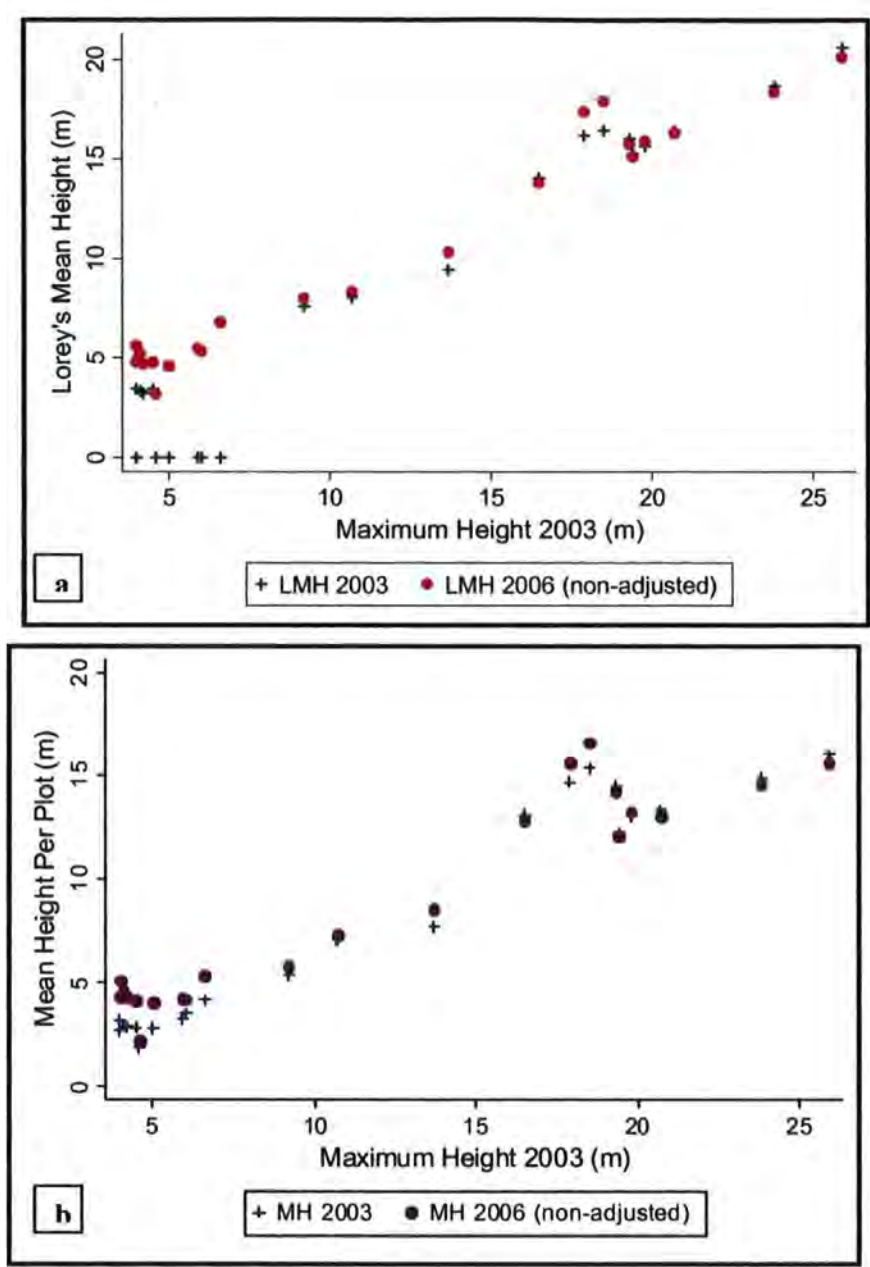 20
15
10
5
0
Lorey's Mean Height (m)
5 10 15 20 25
Maximum Height 2003 (m)
a
+ LMH 2003 ● LMH 2006 (non-adjusted)
20
15
10
5
0
Mean Height Per Plot (m)
5 10 15 20 25
Maximum Height 2003 (m)
b
+ MH 2003 ● MH 2006 (non-adjusted)